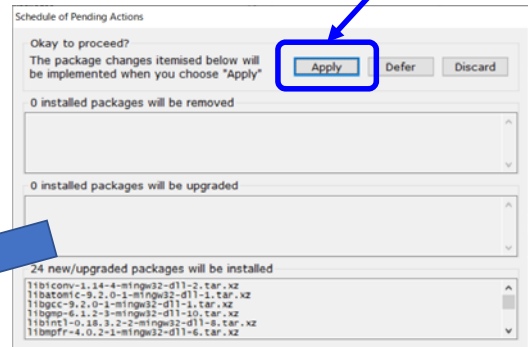 Schedule of Pending Actions
Okay to proceed?
The package changes itemised below will
be implemented when you choose "Apply"
Apply
Defer
Discard
0 installed packages will be removed
0 installed packages will be upgraded
24 new/upgraded packages will be installed
libiconv-1.14-4-mingw32-dll-2.tar.xz
libatomic-9.2.0-1-mingw32-dll-1.tar.xz
libgcc-9.2.0-1-mingw32-dll-1.tar.xz
libgmp-6.1.2-3-mingw32-dll-10.tar.xz
libintl-0.18.3.2-2-mingw32-dll-8.tar.xz
libmpfr-4.0.2-1-mingw32-dll-6.tar.xz